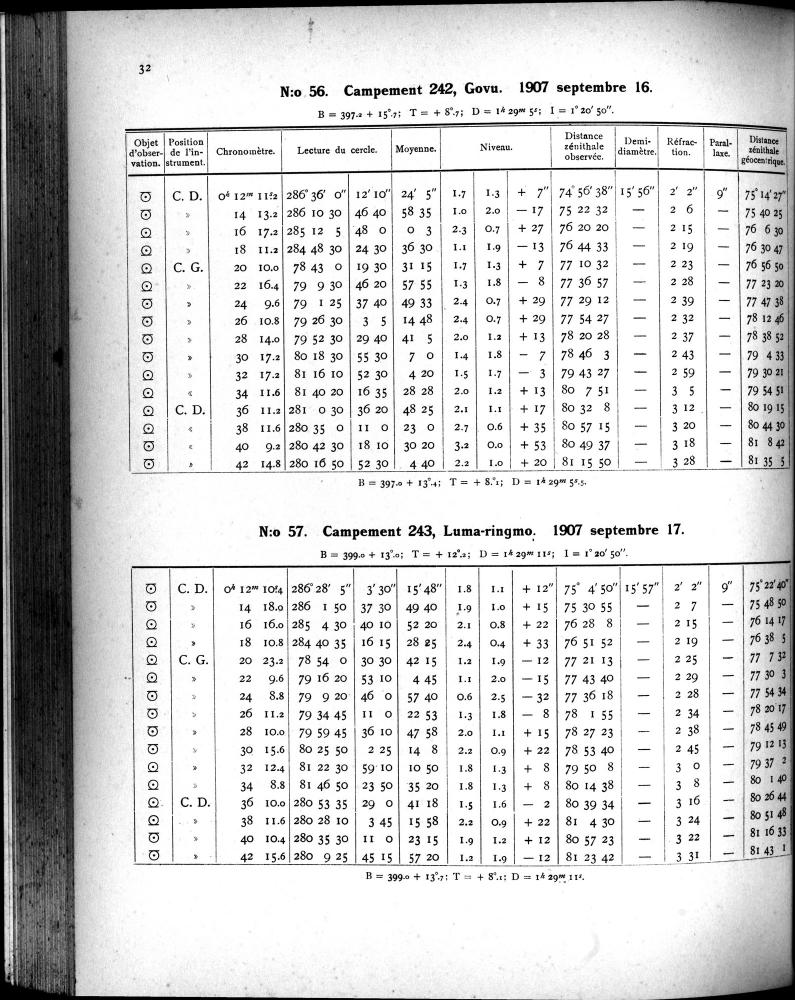 32
N:o 56. Campement 242, Govu. 1907 septembre 16.
B = 397.2 + 15°.7; T = + 8°.7; D = 1h 29m 5s; I = 1° 20′ 50″.
Objet d'observation. | Position de l'instrument. | Chronomètre. | Lecture du cercle. | Moyenne. | Niveau. | Distance zénithale observée. | Demi-diamètre. | Réfraction. | Parallaxe. | Distance zénithale géocentrique.
☉ C. D. 0h 12m 11s.2 286° 36′ 0″ 12′ 10″ 24′ 5″ 1.7 1.3 + 7″ 74° 56′ 38″ 15′ 56″ 2′ 2″ 9″ 75° 14′ 27″
☉ » 14 13.2 286 10 30 46 40 58 35 1.0 2.0 — 17 75 22 32 — 2 6 — 75 40 25
☉ » 16 17.2 285 12 5 48 0 0 3 2.3 0.7 + 27 76 20 20 — 2 15 — 76 6 30
☉ » 18 11.2 284 48 30 24 30 36 30 1.1 1.9 — 13 76 44 33 — 2 19 — 76 30 47
☉ C. G. 20 10.0 78 43 0 19 30 31 15 1.7 1.3 + 7 77 10 32 — 2 23 — 76 56 50
☉ » 22 16.4 79 9 30 46 20 57 55 1.3 1.8 — 8 77 36 57 — 2 28 — 77 23 20
☉ » 24 9.6 79 1 25 37 40 49 33 2.4 0.7 + 29 77 29 12 — 2 39 — 77 47 38
☉ » 26 10.8 79 26 30 3 5 14 48 2.4 0.7 + 29 77 54 27 — 2 32 — 78 12 46
☉ » 28 14.0 79 52 30 29 40 41 5 2.0 1.2 + 13 78 20 28 — 2 37 — 78 38 52
☉ » 30 17.2 80 18 30 55 30 7 0 1.4 1.8 — 7 78 46 3 — 2 43 — 79 4 33
☉ » 32 17.2 81 16 10 52 30 4 20 1.5 1.7 — 3 79 43 27 — 2 59 — 79 30 21
☉ « 34 11.6 81 40 20 16 35 28 28 2.0 1.2 + 13 80 7 51 — 3 5 — 79 54 51
☉ C. D. 36 11.2 281 0 30 36 20 48 25 2.1 1.1 + 17 80 32 8 — 3 12 — 80 19 15
☉ « 38 11.6 280 35 0 11 0 23 0 2.7 0.6 + 35 80 57 15 — 3 20 — 80 44 30
☉ « 40 9.2 280 42 30 18 10 30 20 3.2 0.0 + 53 80 49 37 — 3 18 — 81 8 42
☉ » 42 14.8 280 16 50 52 30 4 40 2.2 1.0 + 20 81 15 50 — 3 28 — 81 35 5
B = 397.0 + 13°.4; T = + 8.°1; D = 1h 29m 5s.5.
N:o 57. Campement 243, Luma-ringmo. 1907 septembre 17.
B = 399.0 + 13°.0; T = + 12°.2; D = 1h 29m 11s; I = 1° 20′ 50″.
☉ C. D. 0h 12m 10s.4 286° 28′ 5″ 3′ 30″ 15′ 48″ 1.8 1.1 + 12″ 75° 4′ 50″ 15′ 57″ 2′ 2″ 9″ 75° 22′ 40″
☉ » 14 18.0 286 1 50 37 30 49 40 1.9 1.0 + 15 75 30 55 — 2 7 — 75 48 50
☉ » 16 16.0 285 4 30 40 10 52 20 2.1 0.8 + 22 76 28 8 — 2 15 — 76 14 17
☉ » 18 10.8 284 40 35 16 15 28 25 2.4 0.4 + 33 76 51 52 — 2 19 — 76 38 5
☉ C. G. 20 23.2 78 54 0 30 30 42 15 1.2 1.9 — 12 77 21 13 — 2 25 — 77 7 32
☉ » 22 9.6 79 16 20 53 10 4 45 1.1 2.0 — 15 77 43 40 — 2 29 — 77 30 3
☉ » 24 8.8 79 9 20 46 0 57 40 0.6 2.5 — 32 77 36 18 — 2 28 — 77 54 34
☉ » 26 11.2 79 34 45 11 0 22 53 1.3 1.8 — 8 78 1 55 — 2 34 — 78 20 17
☉ » 28 10.0 79 59 45 36 10 47 58 2.0 1.1 + 15 78 27 23 — 2 38 — 78 45 49
☉ » 30 15.6 80 25 50 2 25 14 8 2.2 0.9 + 22 78 53 40 — 2 45 — 79 12 13
☉ » 32 12.4 81 22 30 59 10 10 50 1.8 1.3 + 8 79 50 8 — 3 0 — 79 37 2
☉ » 34 8.8 81 46 50 23 50 35 20 1.8 1.3 + 8 80 14 38 — 3 8 — 80 1 40
☉ C. D. 36 10.0 280 53 35 29 0 41 18 1.5 1.6 — 2 80 39 34 — 3 16 — 80 26 44
☉ » 38 11.6 280 28 10 3 45 15 58 2.2 0.9 + 22 81 4 30 — 3 24 — 80 51 48
☉ » 40 10.4 280 35 30 11 0 23 15 1.9 1.2 + 12 80 57 23 — 3 22 — 81 16 33
☉ » 42 15.6 280 9 25 45 15 57 20 1.2 1.9 — 12 81 23 42 — 3 31 — 81 43 1
B = 399.0 + 13°.7; T = + 8°.1; D = 1h 29m 11s.